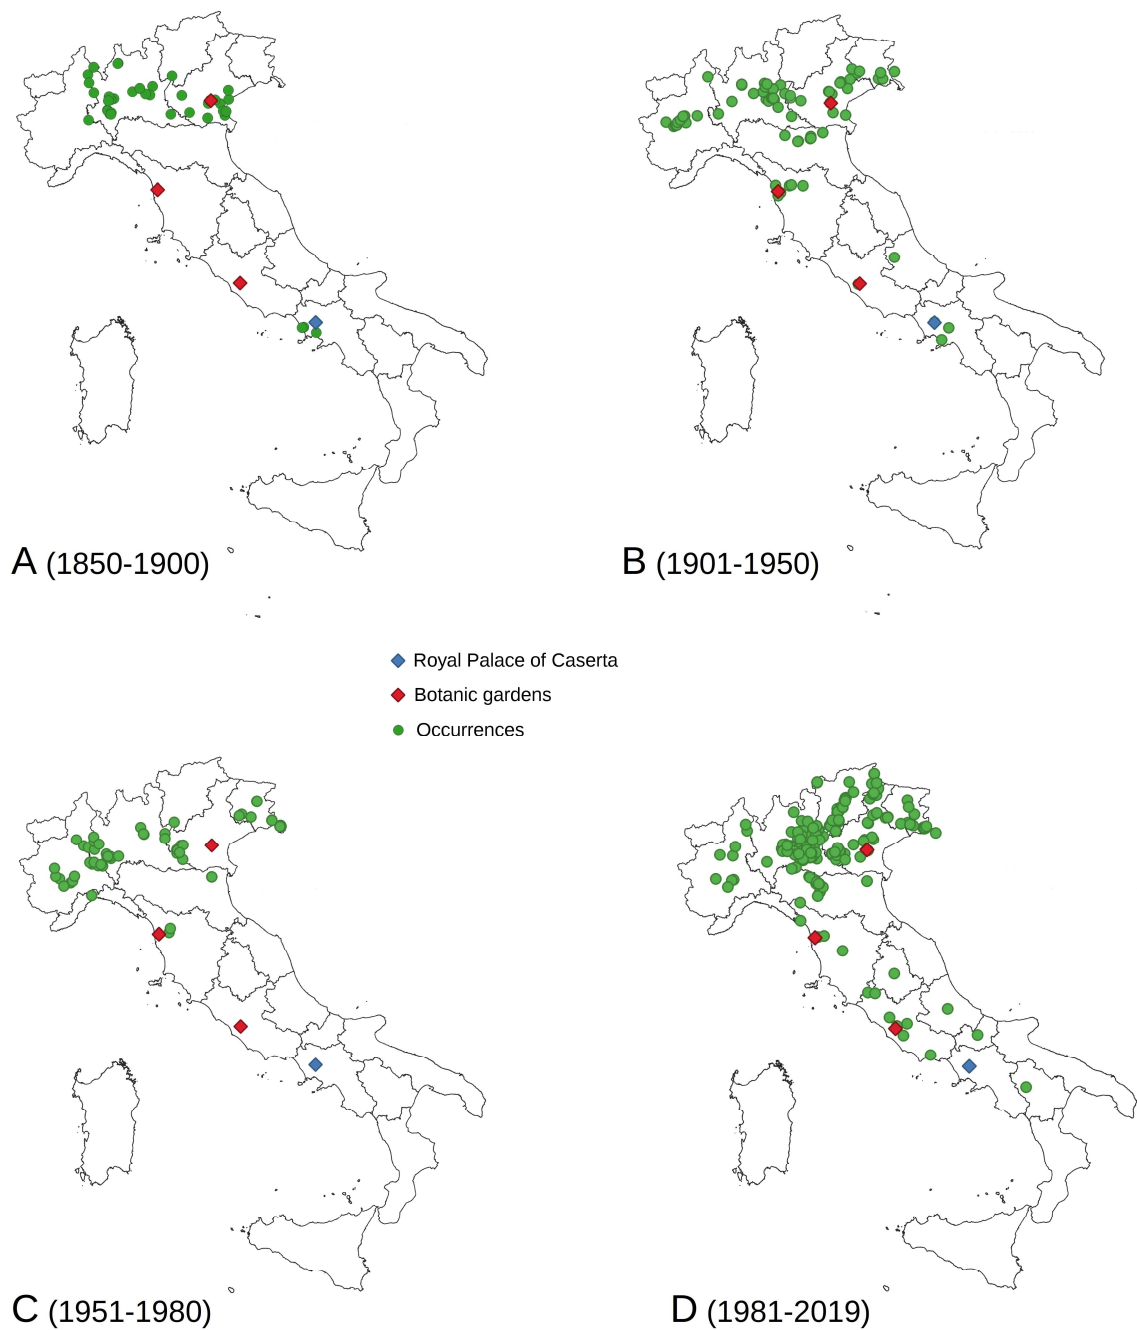 A (1850-1900)
B (1901-1950)
Royal Palace of Caserta
Botanic gardens
Occurrences
C (1951-1980)
D (1981-2019)